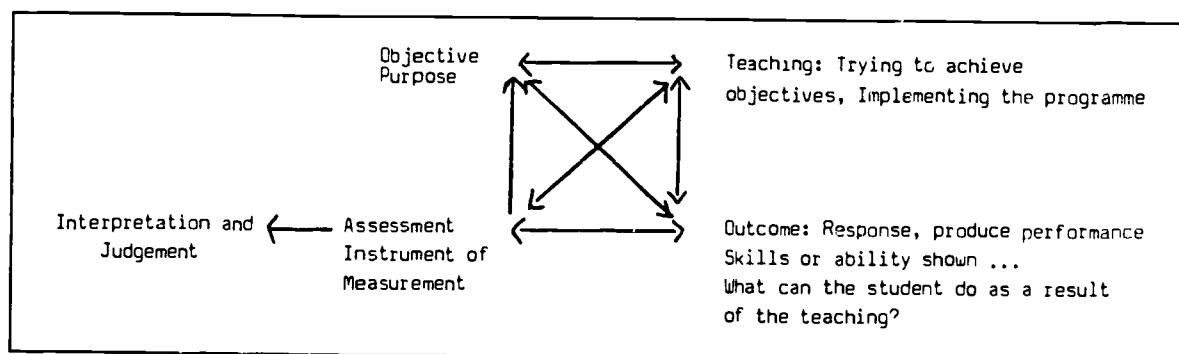 Objective
Purpose
Teaching: Trying to achieve
objectives, Implementing the programme
Interpretation and
Judgement
Assessment
Instrument of
Measurement
Outcome: Response, produce performance
Skills or ability shown ...
What can the student do as a result
of the teaching?